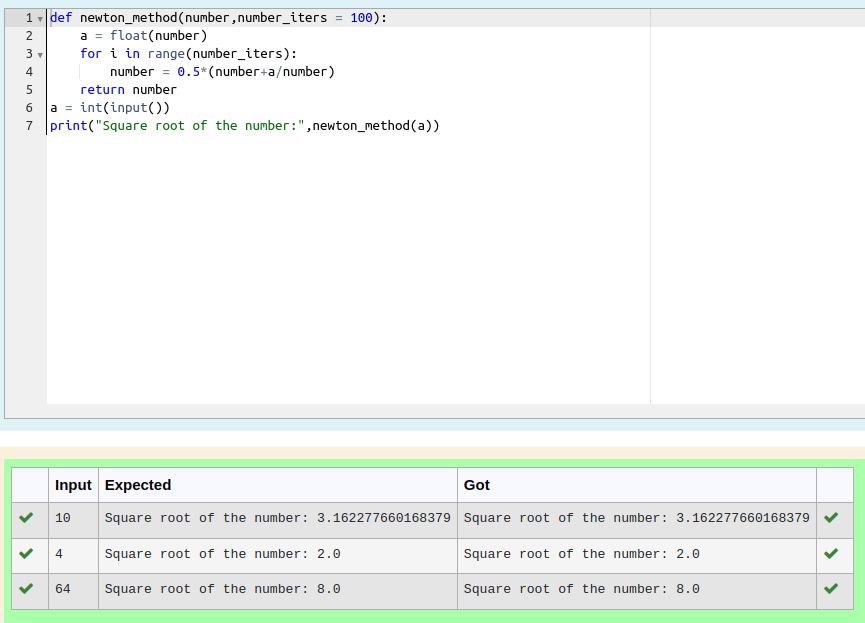 1 def newton_method(number,number_iters = 100):
2     a = float(number)
3     for i in range(number_iters):
4         number = 0.5*(number+a/number)
5     return number
6 a = int(input())
7 print("Square root of the number:",newton_method(a))
Input Expected Got
10 Square root of the number: 3.162277660168379 Square root of the number: 3.162277660168379
4 Square root of the number: 2.0 Square root of the number: 2.0
64 Square root of the number: 8.0 Square root of the number: 8.0